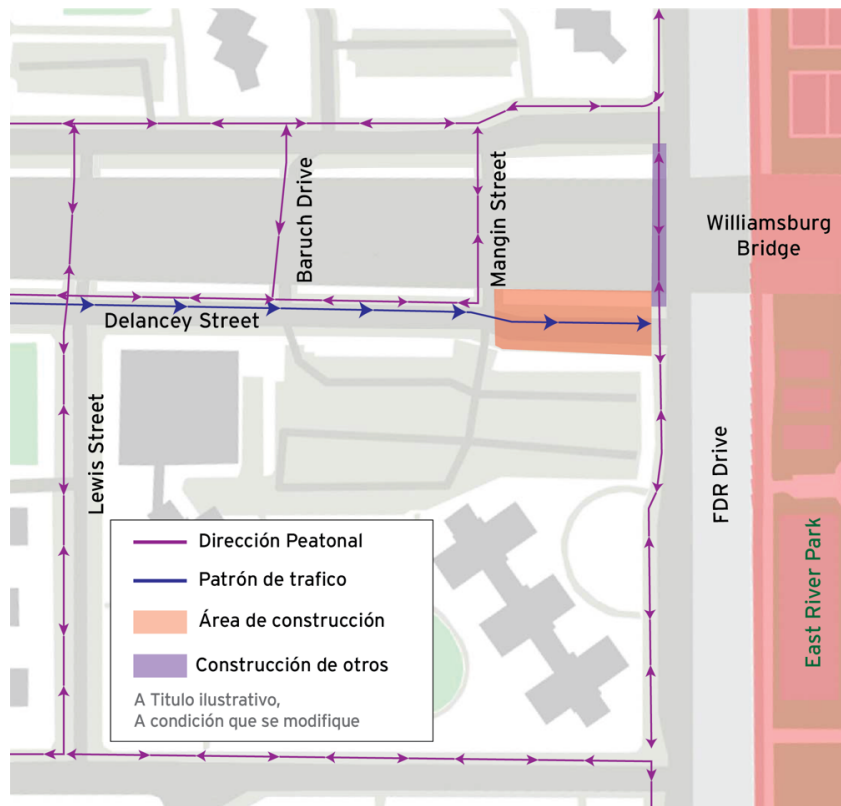 Baruch Drive
Mangin Street
Williamsburg
Bridge
Delancey Street
Lewis Street
FDR Drive
East River Park
Dirección Peatonal
Patrón de trafico
Área de construcción
Construcción de otros
A Titulo ilustrativo,
A condición que se modifique